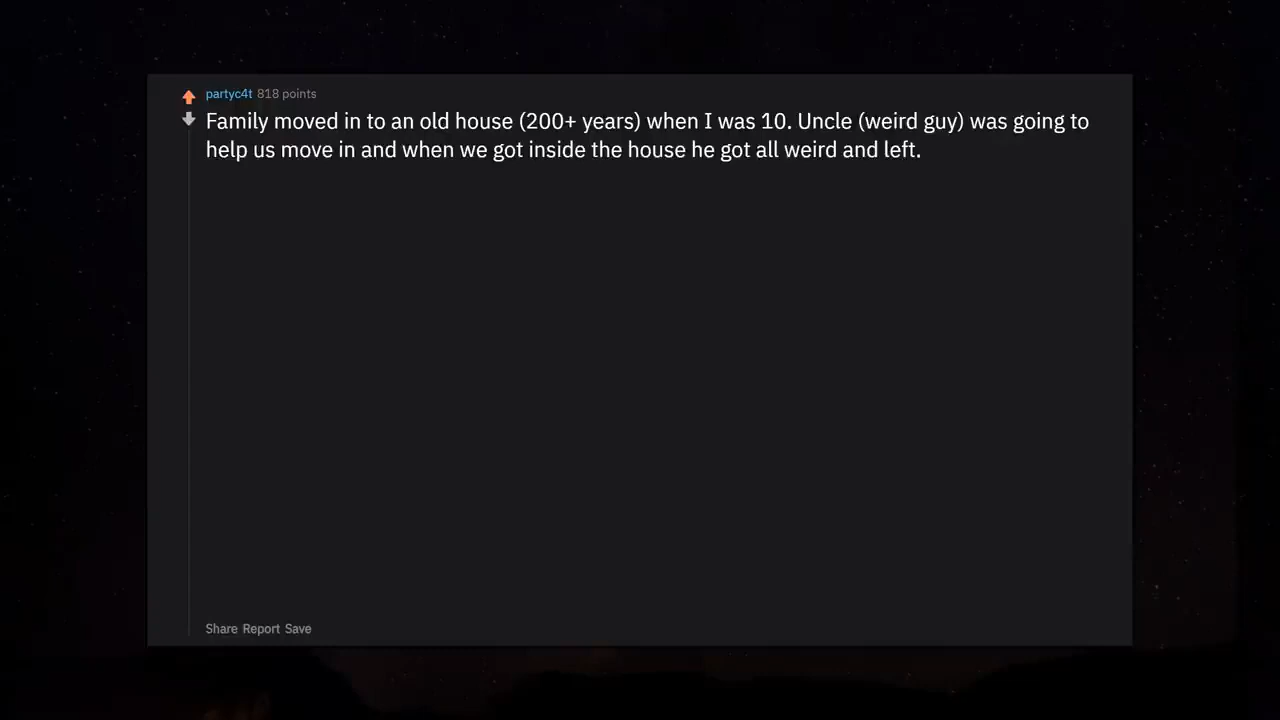 partyc4t 818 points
Family moved in to an old house (200+ years) when I was 10. Uncle (weird guy) was going to
help us move in and when we got inside the house he got all weird and left.
Share Report Save